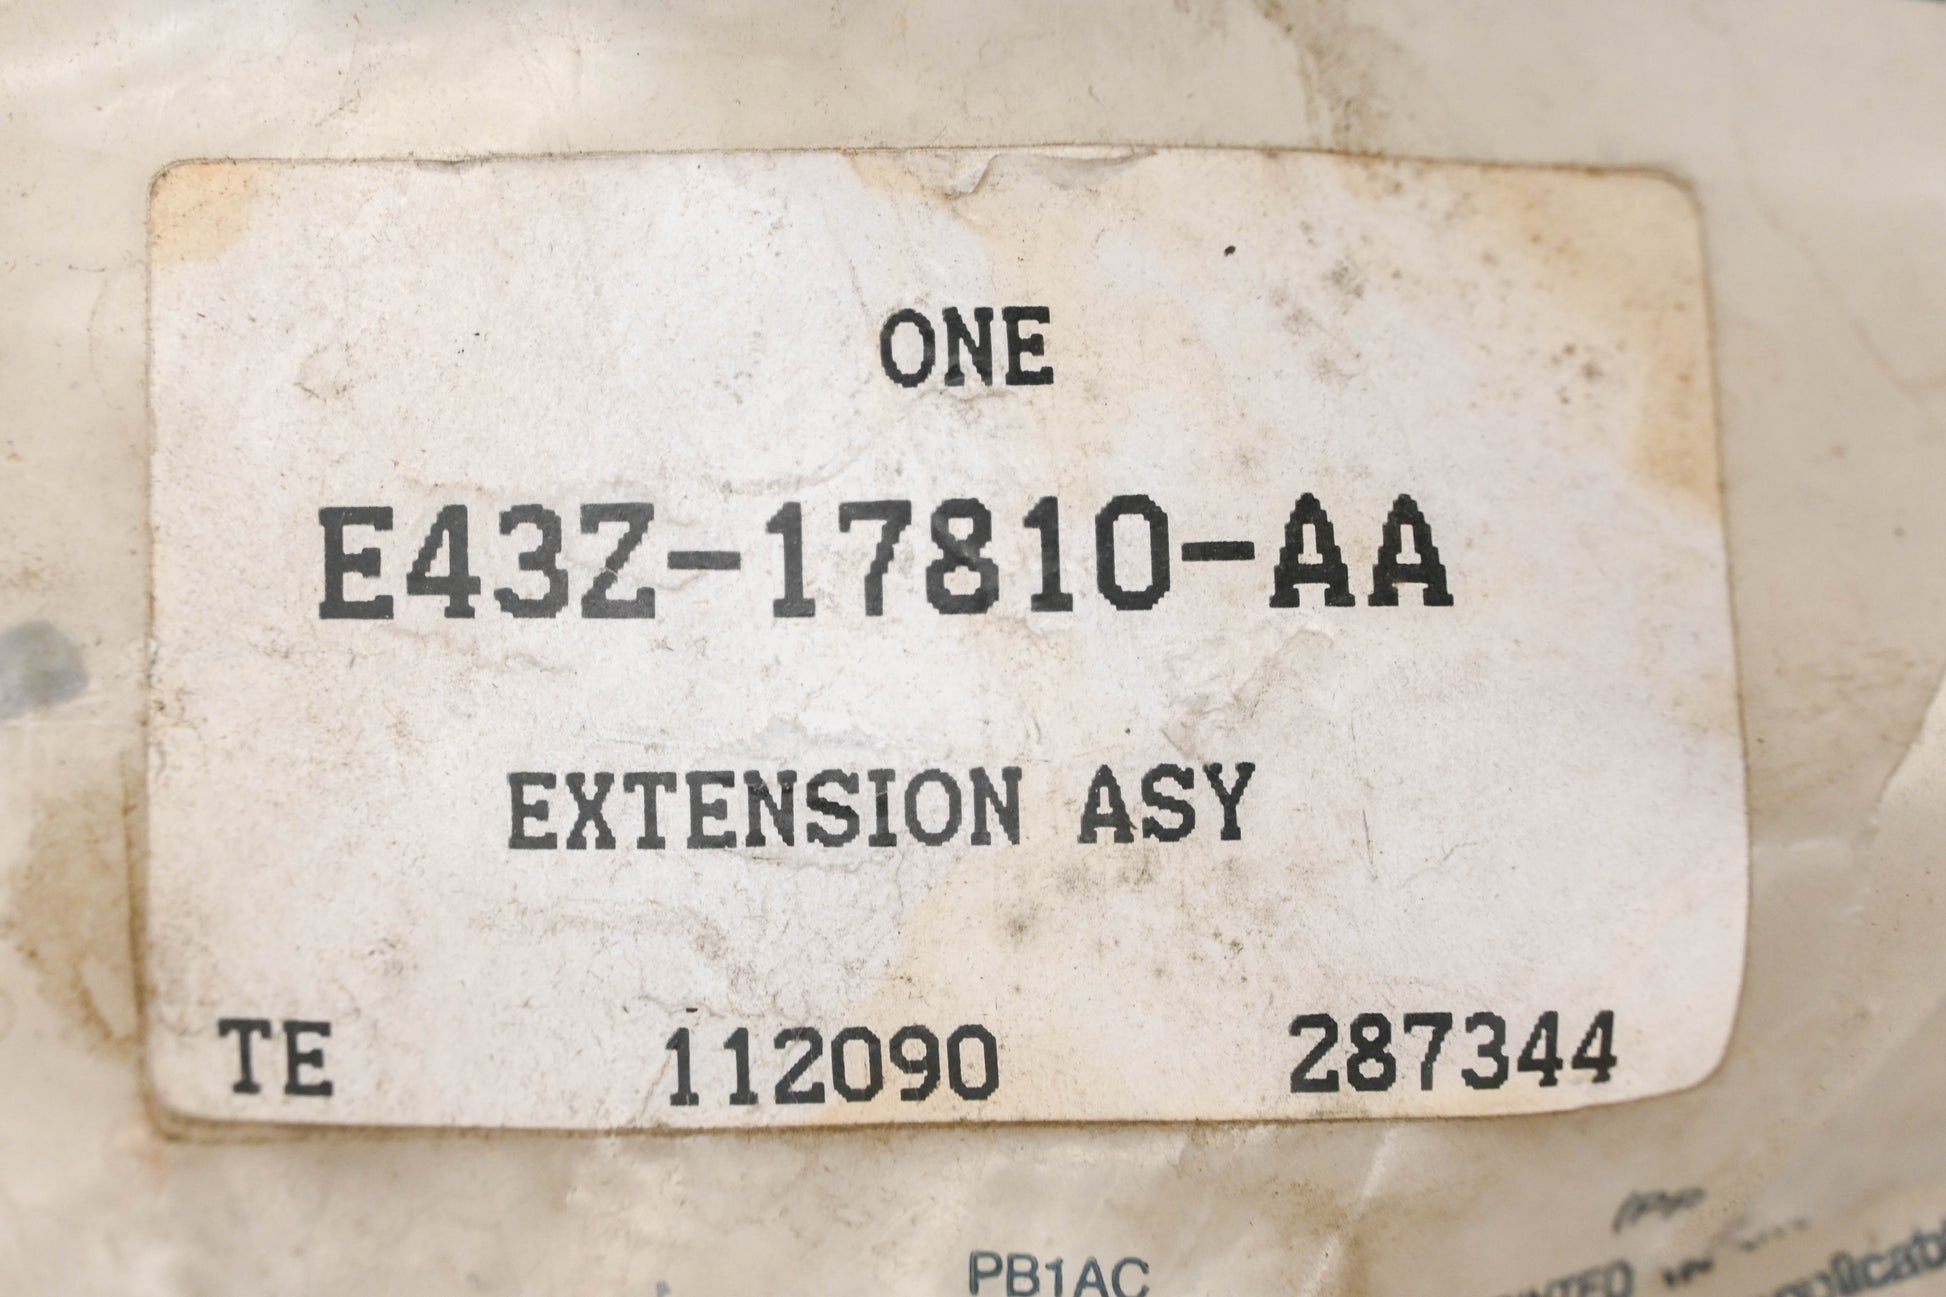 ONE
E43Z-17810-AA
EXTENSION ASY
TE 112090 287344
PB1AC